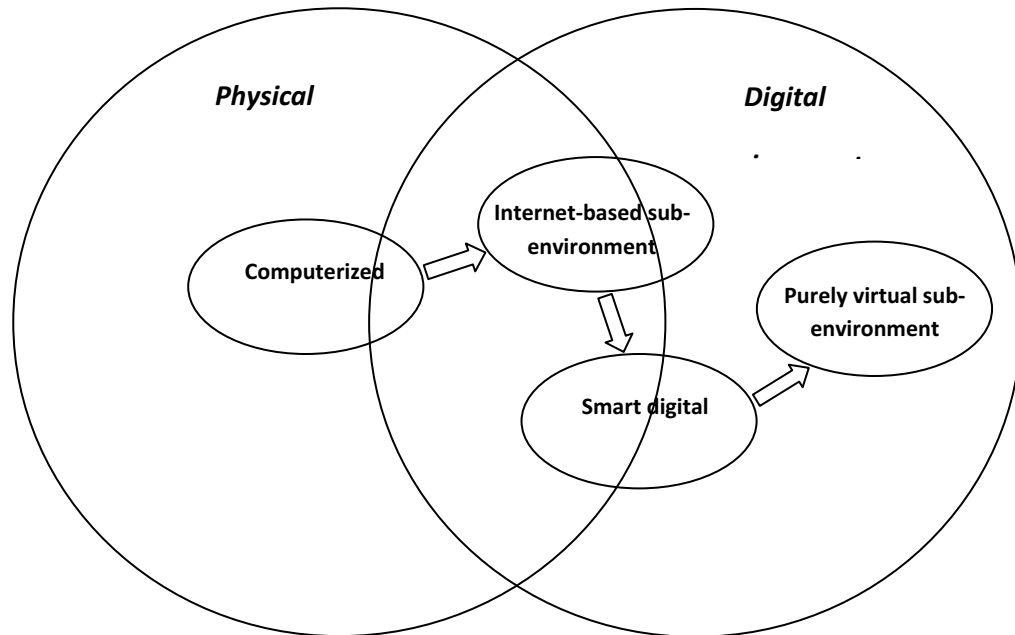 Physical
Digital
Internet-based sub-
environment
Computerized
Purely virtual sub-
environment
Smart digital